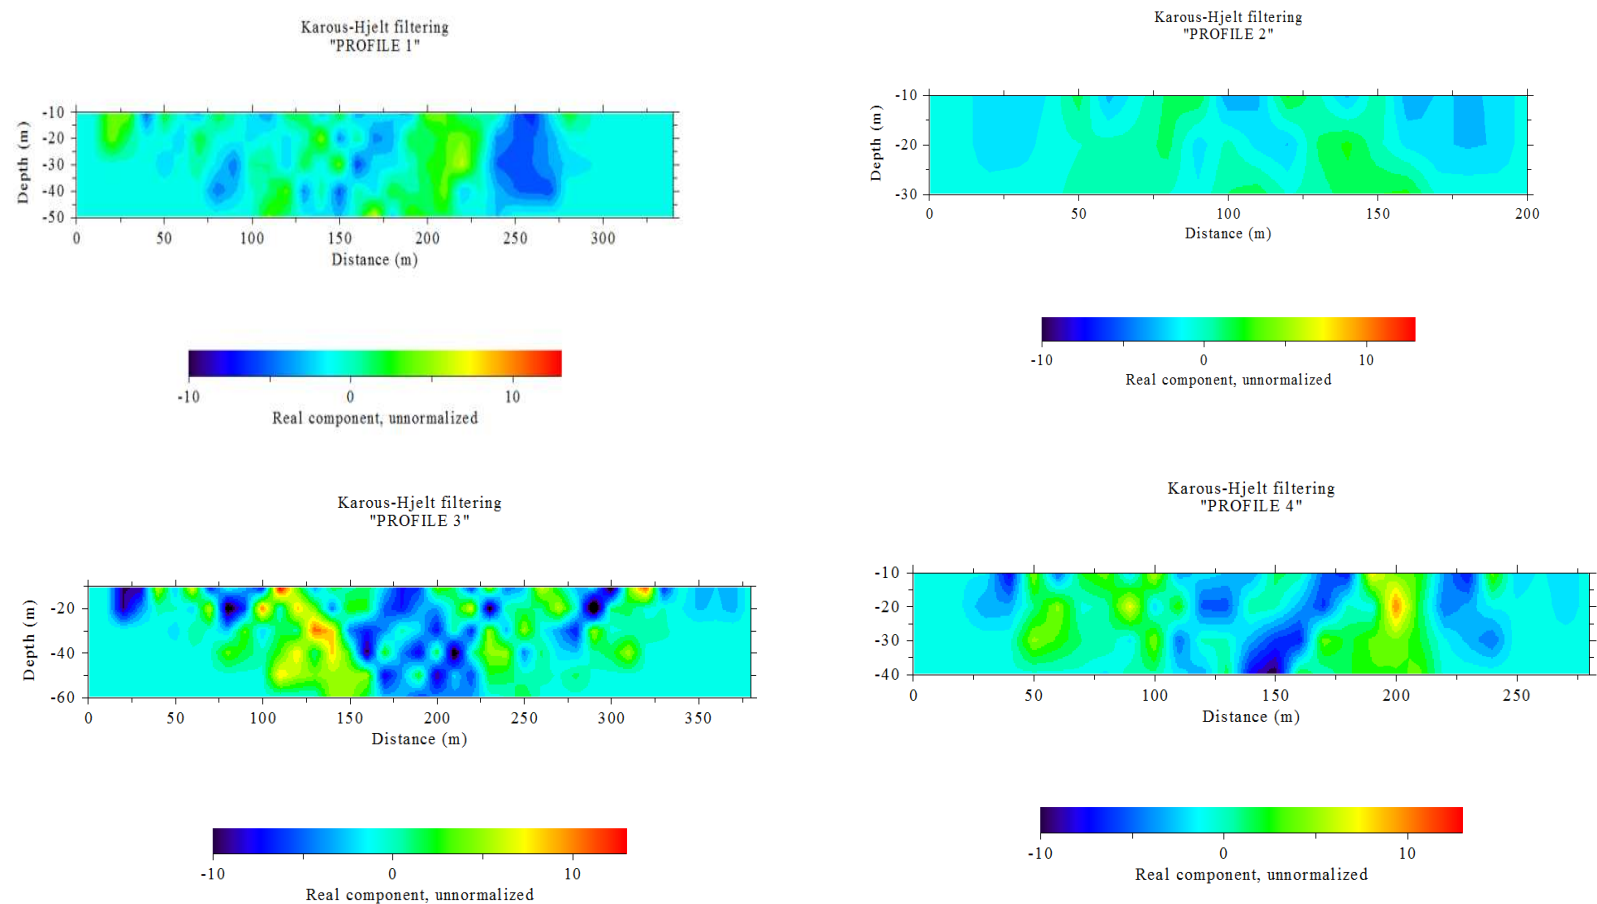 Karous-Hjelt filtering
"PROFILE 1"
-10
-20
-30
-40
-50
Depth (m)
0 50 100 150 200 250 300
Distance (m)
-10 0 10
Real component, unnormalized
Karous-Hjelt filtering
"PROFILE 2"
-10
-20
-30
Depth (m)
0 50 100 150 200
Distance (m)
-10 0 10
Real component, unnormalized
Karous-Hjelt filtering
"PROFILE 3"
-20
-40
-60
Depth (m)
0 50 100 150 200 250 300 350
Distance (m)
-10 0 10
Real component, unnormalized
Karous-Hjelt filtering
"PROFILE 4"
-10
-20
-30
-40
Depth (m)
0 50 100 150 200 250
Distance (m)
-10 0 10
Real component, unnormalized